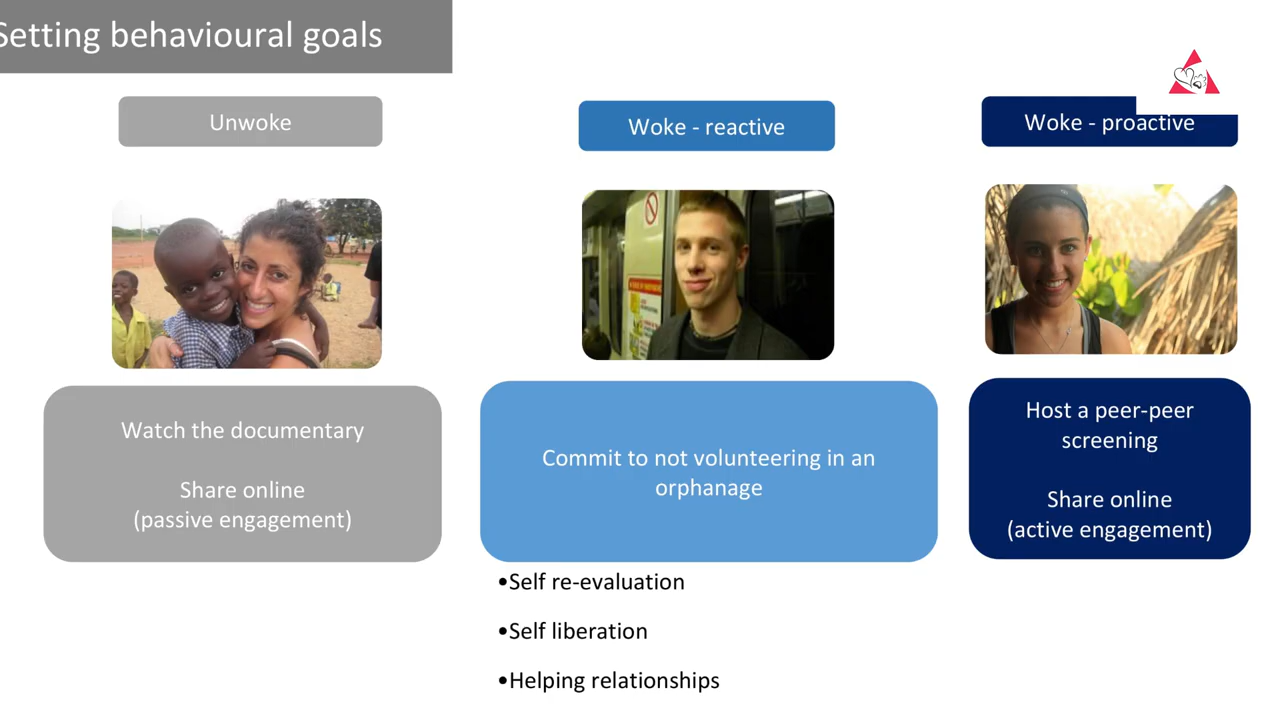 Setting behavioural goals
Unwoke
Woke - reactive
Woke - proactive
Watch the documentary
Share online
(passive engagement)
Commit to not volunteering in an
orphanage
Host a peer-peer
screening
Share online
(active engagement)
•Self re-evaluation
•Self liberation
•Helping relationships